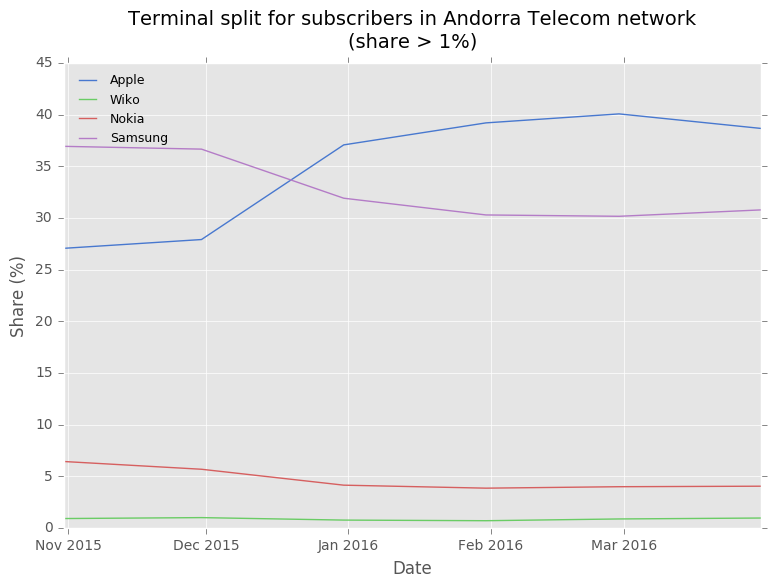 Terminal split for subscribers in Andorra Telecom network
(share > 1%)
45
40
35
30
25
20
15
10
5
0
Share (%)
Apple
Wiko
Nokia
Samsung
Nov 2015 Dec 2015 Jan 2016 Feb 2016 Mar 2016
Date